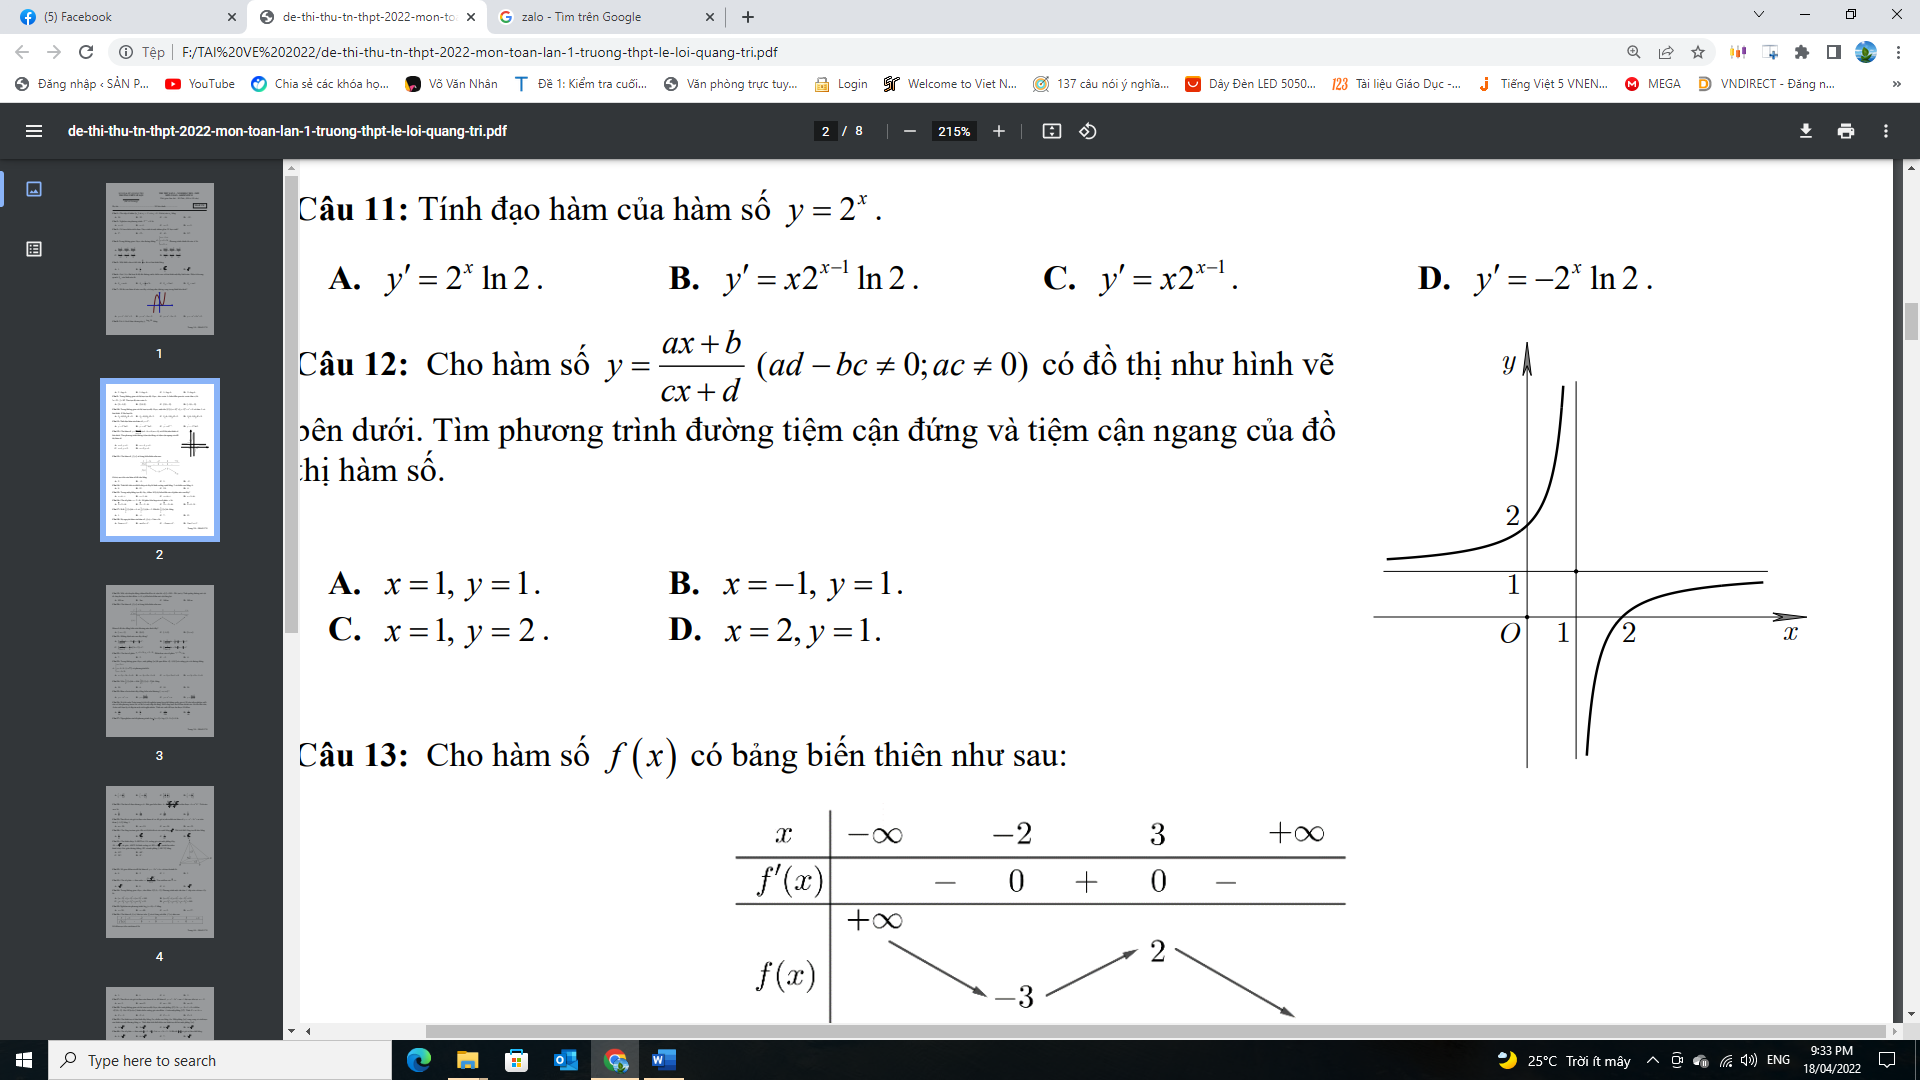 (5) Facebook
de-thi-thu-tn-thpt-2022-mon-to
zalo - Tìm trên Google
Tệp F:/TAI%20VE%202022/de-thi-thu-tn-thpt-2022-mon-toan-lan-1-truong-thpt-le-loi-quang-tri.pdf
Đăng nhập ‹ SẢN P...
YouTube
Chia sẻ các khóa họ...
Võ Văn Nhân
Đề 1: Kiểm tra cuối...
Văn phòng trực tuy...
Login
Welcome to Viet N...
137 câu nói ý nghĩa...
Dây Đèn LED 5050...
123 Tài liệu Giáo Dục -...
Tiếng Việt 5 VNEN...
MEGA
VNDIRECT - Đăng n...
»
de-thi-thu-tn-thpt-2022-mon-toan-lan-1-truong-thpt-le-loi-quang-tri.pdf
2 / 8
215%
1
2
3
4
Câu 11: Tính đạo hàm của hàm số y = 2^x .
A. y′ = 2^x ln 2 . B. y′ = x2^{x−1} ln 2 . C. y′ = x2^{x−1} . D. y′ = −2^x ln 2 .
Câu 12: Cho hàm số y = (ax + b)/(cx + d) (ad − bc ≠ 0; ac ≠ 0) có đồ thị như hình vẽ
bên dưới. Tìm phương trình đường tiệm cận đứng và tiệm cận ngang của đồ
thị hàm số.
A. x = 1, y = 1. B. x = −1, y = 1.
C. x = 1, y = 2 . D. x = 2, y = 1.
y
2
1
O 1 2 x
Câu 13: Cho hàm số f(x) có bảng biến thiên như sau:
x −∞ −2 3 +∞
f′(x) − 0 + 0 −
+∞
2
f(x)
−3
Type here to search
25°C Trời ít mây
ENG
9:33 PM
18/04/2022